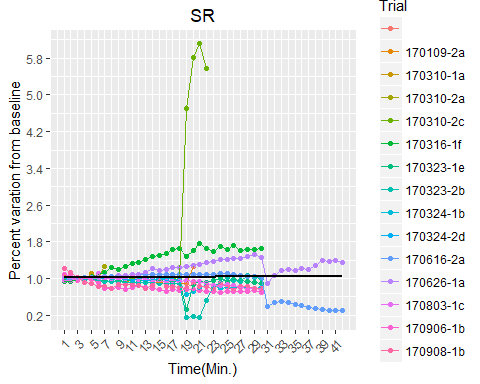 SR
Trial
170109-2a
170310-1a
170310-2a
170310-2c
170316-1f
170323-1e
170323-2b
170324-1b
170324-2d
170616-2a
170626-1a
170803-1c
170906-1b
170908-1b
Percent varation from baseline
5.8
5.0
4.2
3.4
2.6
1.8
1.0
0.2
1 3 5 7 9 11 13 15 17 19 21 23 25 27 29 31 33 35 37 39 41
Time(Min.)